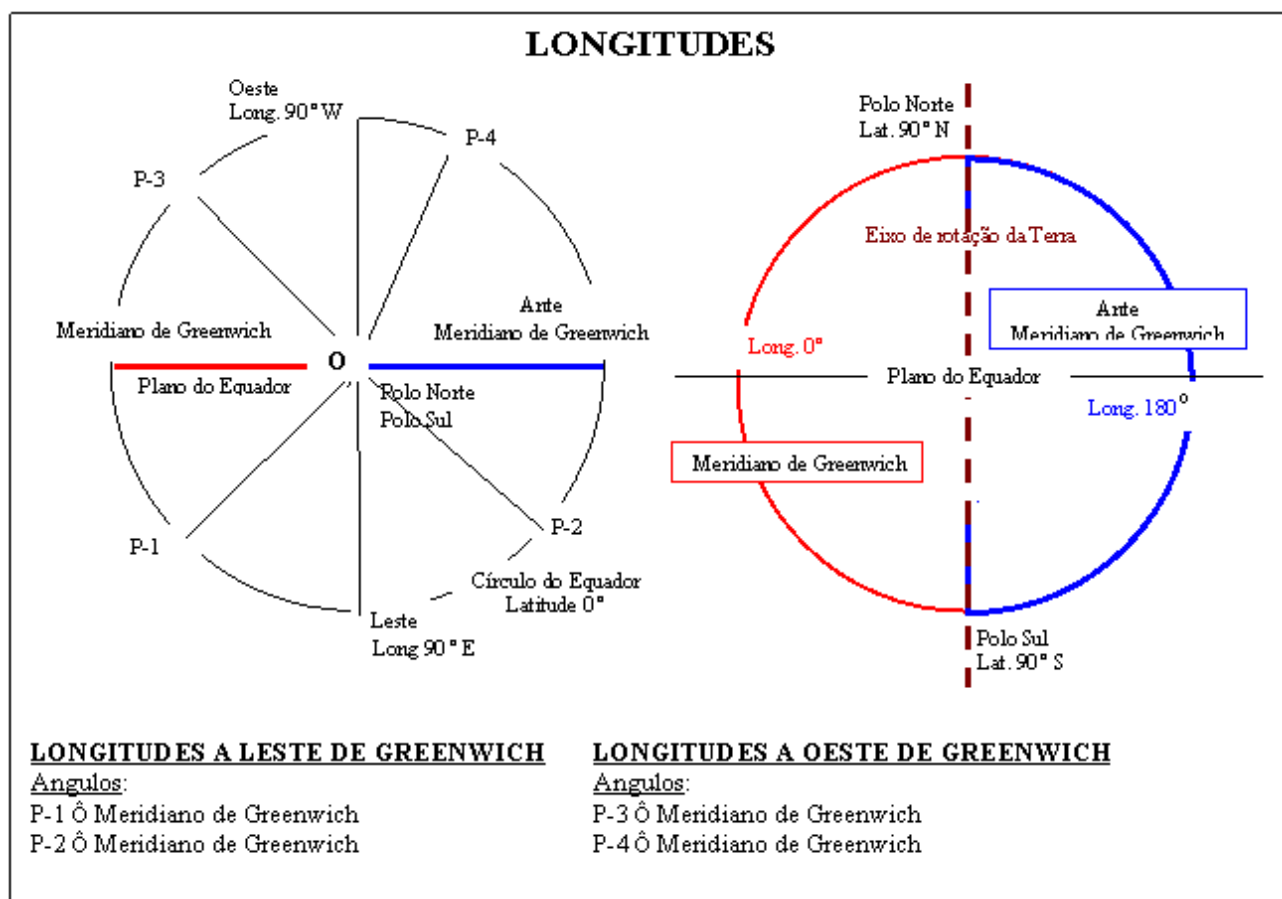 LONGITUDES
Oeste
Long. 90° W
P-4
P-3
Meridiano de Greenwich
Ante
Meridiano de Greenwich
O
Plano do Equador
Polo Norte
Polo Sul
P-1
P-2
Círculo do Equador
Latitude 0°
Leste
Long 90° E
Polo Norte
Lat. 90° N
Eixo de rotação da Terra
Ante
Meridiano de Greenwich
Long. 0°
Plano do Equador
Long. 180°
Meridiano de Greenwich
Polo Sul
Lat. 90° S
LONGITUDES A LESTE DE GREENWICH
Angulos:
P-1 Ô Meridiano de Greenwich
P-2 Ô Meridiano de Greenwich
LONGITUDES A OESTE DE GREENWICH
Angulos:
P-3 Ô Meridiano de Greenwich
P-4 Ô Meridiano de Greenwich